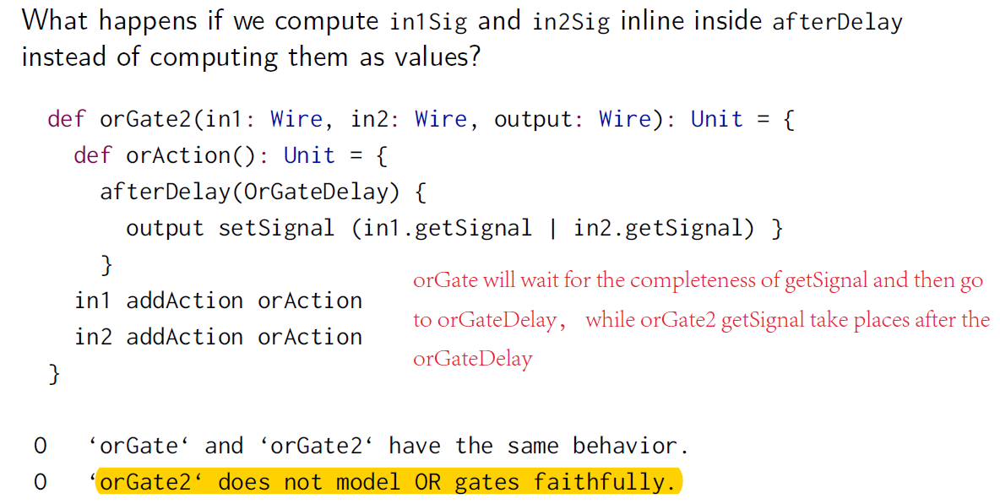 What happens if we compute in1Sig and in2Sig inline inside afterDelay
instead of computing them as values?
def orGate2(in1: Wire, in2: Wire, output: Wire): Unit = {
def orAction(): Unit = {
afterDelay(OrGateDelay) {
output setSignal (in1.getSignal | in2.getSignal) }
}
in1 addAction orAction
in2 addAction orAction
}
orGate will wait for the completeness of getSignal and then go
to orGateDelay， while orGate2 getSignal take places after the
orGateDelay
O ‘orGate‘ and ‘orGate2‘ have the same behavior.
O ‘orGate2‘ does not model OR gates faithfully.